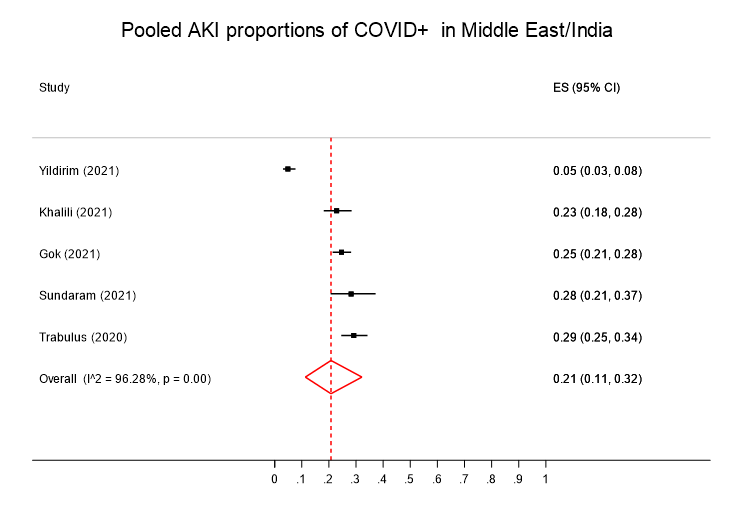 Pooled AKI proportions of COVID+  in Middle East/India
Study ES (95% CI)
Yildirim (2021) 0.05 (0.03, 0.08)
Khalili (2021) 0.23 (0.18, 0.28)
Gok (2021) 0.25 (0.21, 0.28)
Sundaram (2021) 0.28 (0.21, 0.37)
Trabulus (2020) 0.29 (0.25, 0.34)
Overall  (I^2 = 96.28%, p = 0.00) 0.21 (0.11, 0.32)
0 .1 .2 .3 .4 .5 .6 .7 .8 .9 1